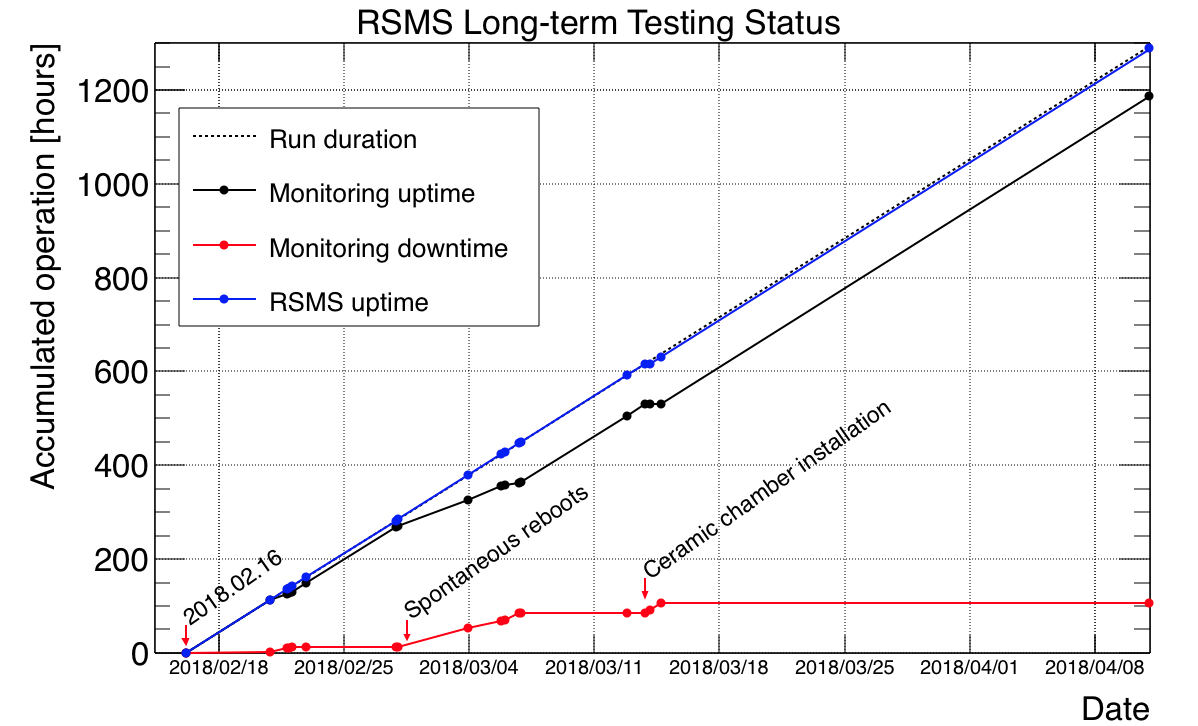 RSMS Long-term Testing Status
Accumulated operation [hours]
1200
1000
800
600
400
200
0
Run duration
Monitoring uptime
Monitoring downtime
RSMS uptime
2018.02.16
Spontaneous reboots
Ceramic chamber installation
2018/02/18 2018/02/25 2018/03/04 2018/03/11 2018/03/18 2018/03/25 2018/04/01 2018/04/08
Date